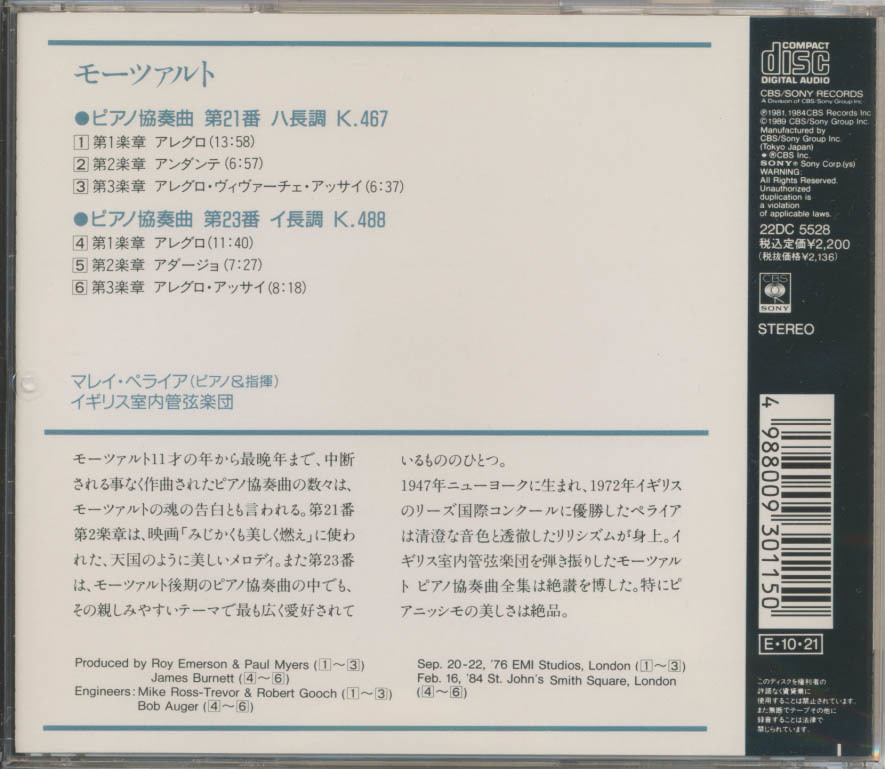 モーツァルト
●ピアノ協奏曲 第21番 ハ長調 K.467
1 第1楽章 アレグロ(13:58)
2 第2楽章 アンダンテ(6:57)
3 第3楽章 アレグロ・ヴィヴァーチェ・アッサイ(6:37)
●ピアノ協奏曲 第23番 イ長調 K.488
4 第1楽章 アレグロ(11:40)
5 第2楽章 アダージョ(7:27)
6 第3楽章 アレグロ・アッサイ(8:18)
マレイ・ペライア(ピアノ&指揮)
イギリス室内管弦楽団
モーツァルト11才の年から最晩年まで、中断
される事なく作曲されたピアノ協奏曲の数々は、
モーツァルトの魂の告白とも言われる。第21番
第2楽章は、映画「みじかくも美しく燃え」に使わ
れた、天国のように美しいメロディ。また第23番
は、モーツァルト後期のピアノ協奏曲の中でも、
その親しみやすいテーマで最も広く愛好されて
いるもののひとつ。
1947年ニューヨークに生まれ、1972年イギリス
のリーズ国際コンクールに優勝したペライア
は清澄な音色と透徹したリリシズムが身上。イ
ギリス室内管弦楽団を弾き振りしたモーツァル
ト ピアノ協奏曲全集は絶讃を博した。特にピ
アニッシモの美しさは絶品。
Produced by Roy Emerson & Paul Myers (1~3)
James Burnett (4~6)
Engineers: Mike Ross-Trevor & Robert Gooch (1~3)
Bob Auger (4~6)
Sep. 20-22, '76 EMI Studios, London (1~3)
Feb. 16, '84 St. John's Smith Square, London
(4~6)
COMPACT
disc
DIGITAL AUDIO
CBS/SONY RECORDS
A Division of CBS/Sony Group Inc.
℗1981, 1984 CBS Records Inc.
©1989 CBS/Sony Group Inc.
Manufactured by
CBS/Sony Group Inc.
(Tokyo Japan)
●®CBS Inc.
SONY® Sony Corp.(ys)
WARNING:
All Rights Reserved.
Unauthorized
duplication is
a violation
of applicable laws.
22DC 5528
税込定価¥2,200
(税抜価格¥2,136)
CBS
SONY
STEREO
4 988009 301150
E・10・21
このディスクを権利者の
許諾なく賃貸業に
使用することは禁止されています。
また無断でテープその他に
録音することは法律で
禁じられています。
I